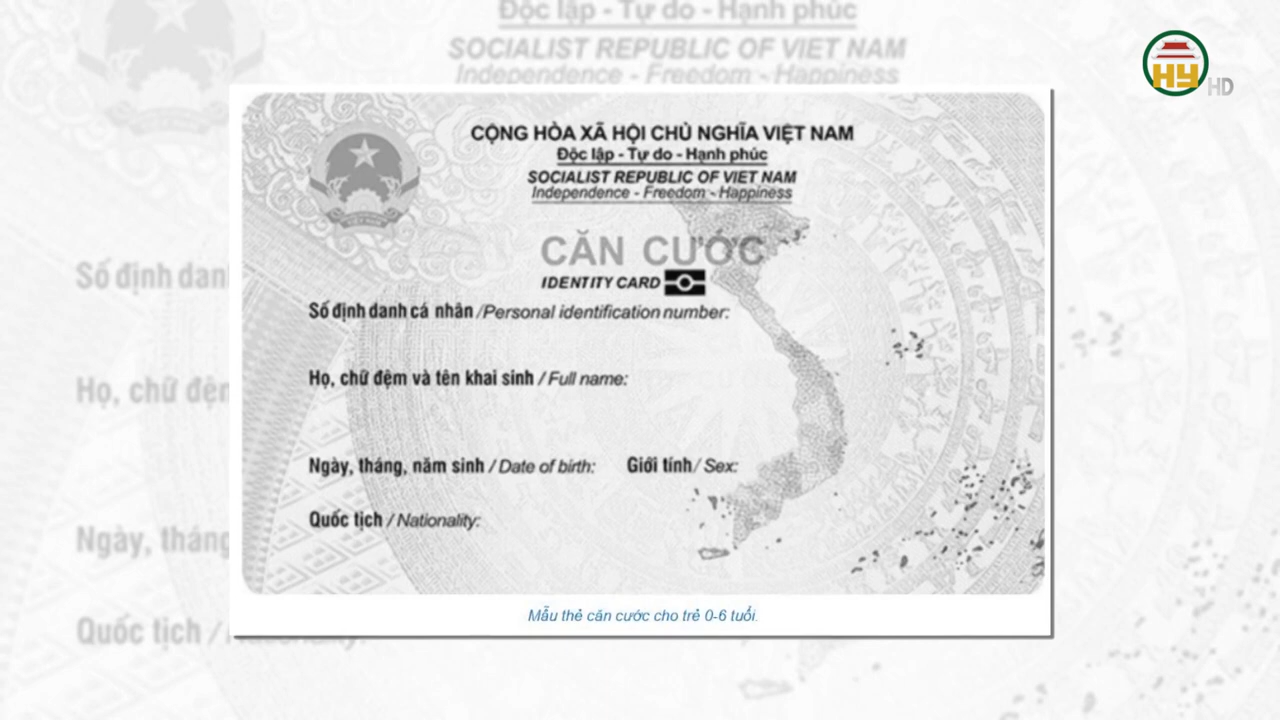 Độc lập - Tự do - Hạnh phúc
SOCIALIST REPUBLIC OF VIET NAM
Independence - Freedom - Happiness
HY HD
CỘNG HÒA XÃ HỘI CHỦ NGHĨA VIỆT NAM
Độc lập - Tự do - Hạnh phúc
SOCIALIST REPUBLIC OF VIET NAM
Independence - Freedom - Happiness
CĂN CƯỚC
IDENTITY CARD
Số định danh
Số định danh cá nhân /Personal identification number:
Họ, chữ đệm
Họ, chữ đệm và tên khai sinh / Full name:
Ngày, tháng, năm sinh / Date of birth: Giới tính / Sex:
Quốc tịch / Nationality:
Ngày, tháng
Mẫu thẻ căn cước cho trẻ 0-6 tuổi.
Quốc tịch / Nationality: